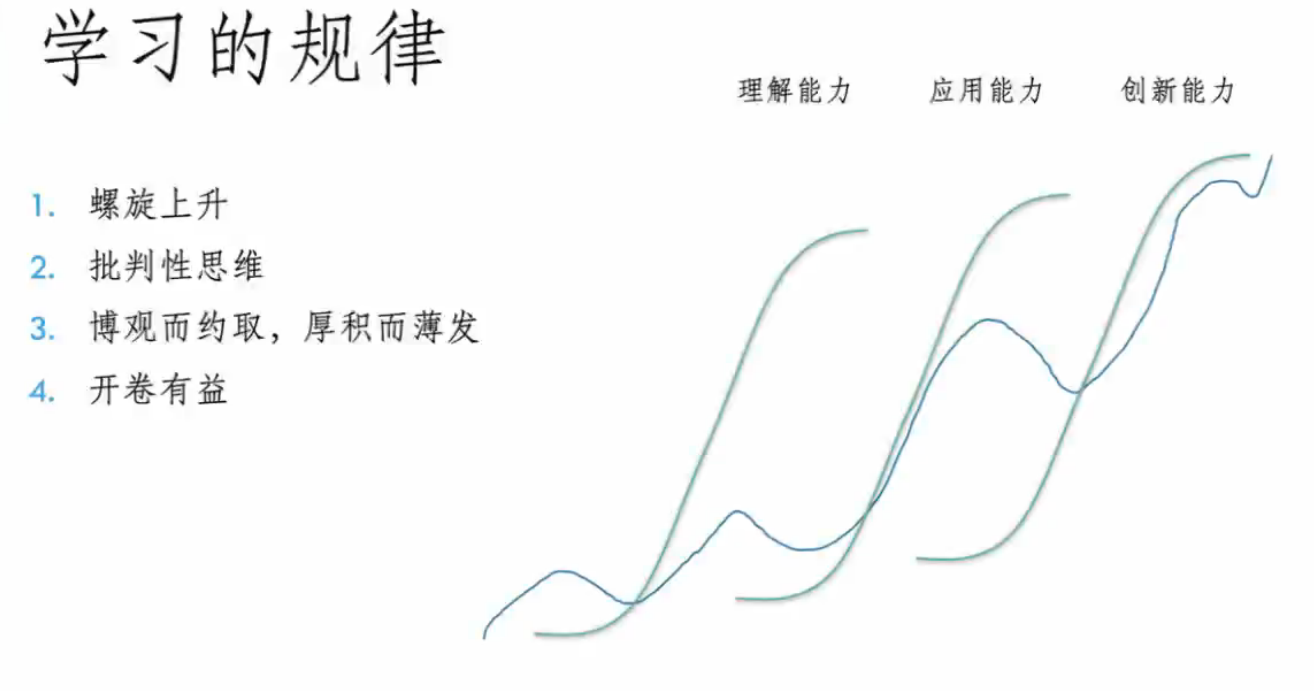 学习的规律
理解能力 应用能力 创新能力
1. 螺旋上升
2. 批判性思维
3. 博观而约取，厚积而薄发
4. 开卷有益